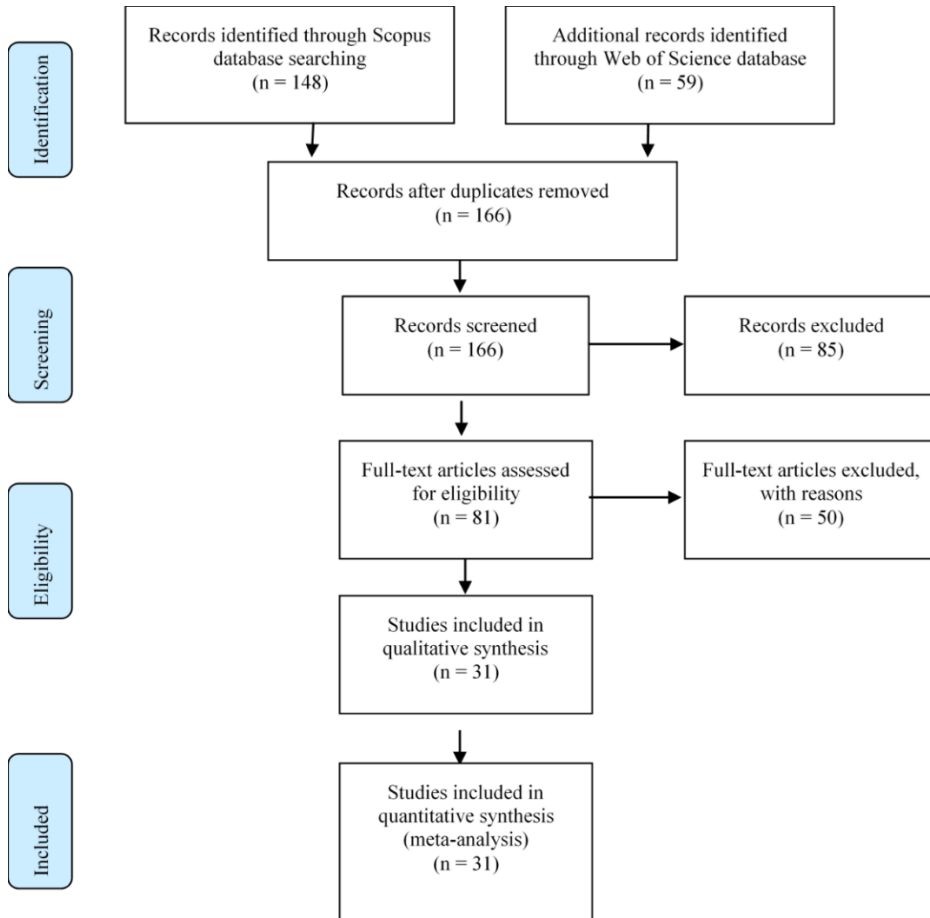 Identification
Records identified through Scopus
database searching
(n = 148)
Additional records identified
through Web of Science database
(n = 59)
Records after duplicates removed
(n = 166)
Screening
Records screened
(n = 166)
Records excluded
(n = 85)
Eligibility
Full-text articles assessed
for eligibility
(n = 81)
Full-text articles excluded,
with reasons
(n = 50)
Studies included in
qualitative synthesis
(n = 31)
Included
Studies included in
quantitative synthesis
(meta-analysis)
(n = 31)